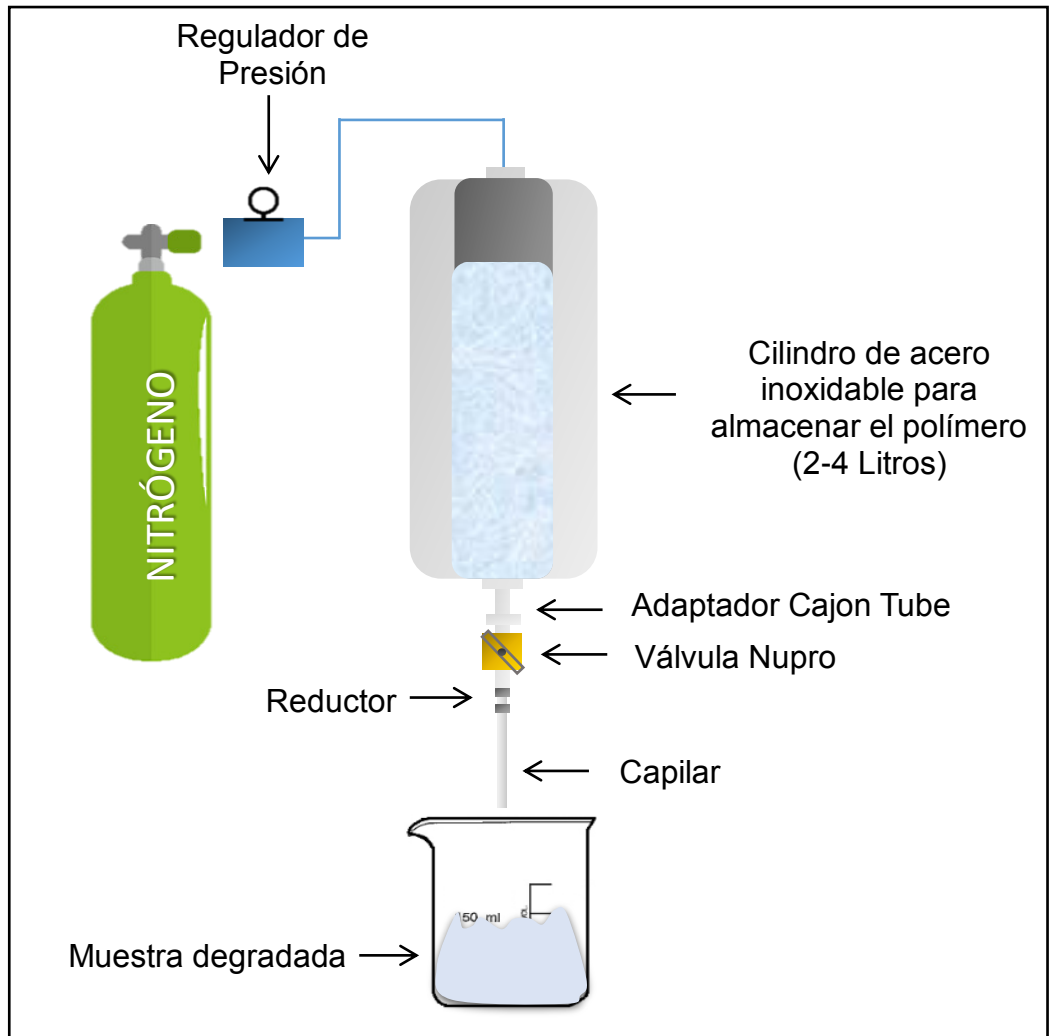 Regulador de
Presión
NITRÓGENO
Cilindro de acero
inoxidable para
almacenar el polímero
(2-4 Litros)
Adaptador Cajon Tube
Válvula Nupro
Reductor
Capilar
50 ml
Muestra degradada